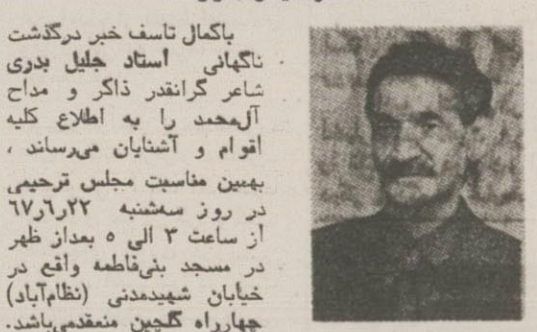 باکمال تاسف خبر درگذشت
ناگهانی استاد جلیل بدری
شاعر گرانقدر ذاکر و مداح
آل‌محمد را به اطلاع کلیه
اقوام و آشنایان می‌رساند ،
بهمین مناسبت مجلس ترحیمی
در روز سه‌شنبه ۶۷ر۶ر۲۲
از ساعت ۳ الی ۵ بعداز ظهر
در مسجد بنی‌فاطمه واقع در
خیابان شهیدمدنی (نظام‌آباد)
چهارراه گلچین منعقدمی‌باشد.